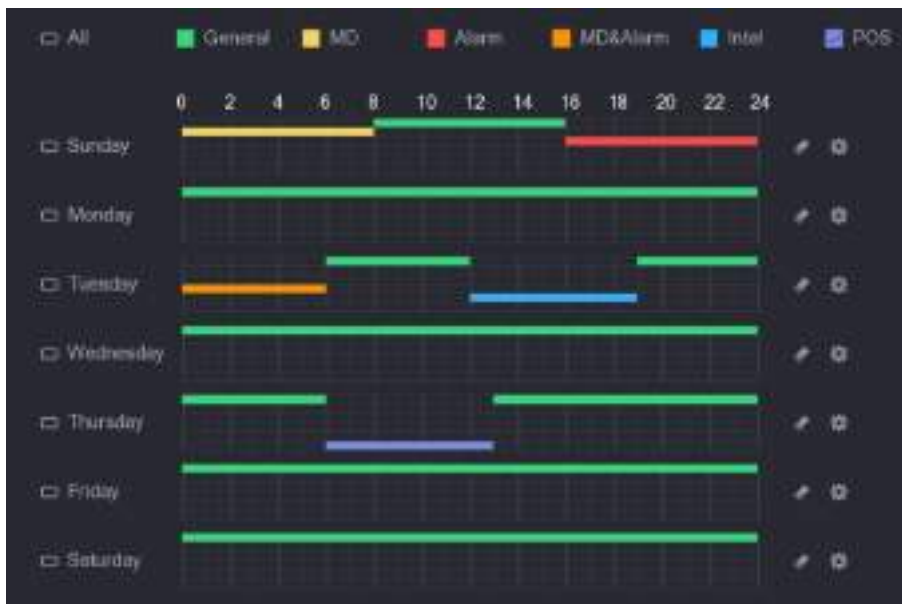 All General MD Alarm MD&Alarm Intel POS
0 2 4 6 8 10 12 14 16 18 20 22 24
Sunday
Monday
Tuesday
Wednesday
Thursday
Friday
Saturday